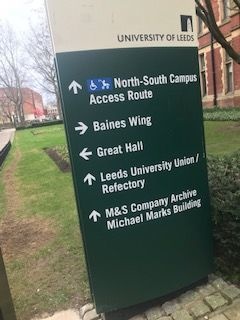 UNIVERSITY OF LEEDS
North-South Campus
Access Route
Baines Wing
Great Hall
Leeds University Union /
Refectory
M&S Company Archive
Michael Marks Building